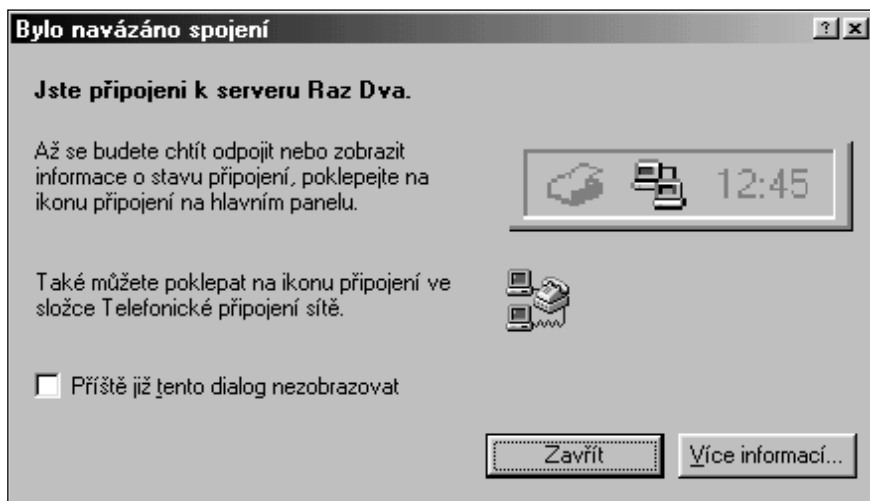 Bylo navázáno spojení
Jste připojeni k serveru Raz Dva.
Až se budete chtít odpojit nebo zobrazit
informace o stavu připojení, poklepejte na
ikonu připojení na hlavním panelu.
12:45
Také můžete poklepat na ikonu připojení ve
složce Telefonické připojení sítě.
Příště již tento dialog nezobrazovat
Zavřít
Více informací...